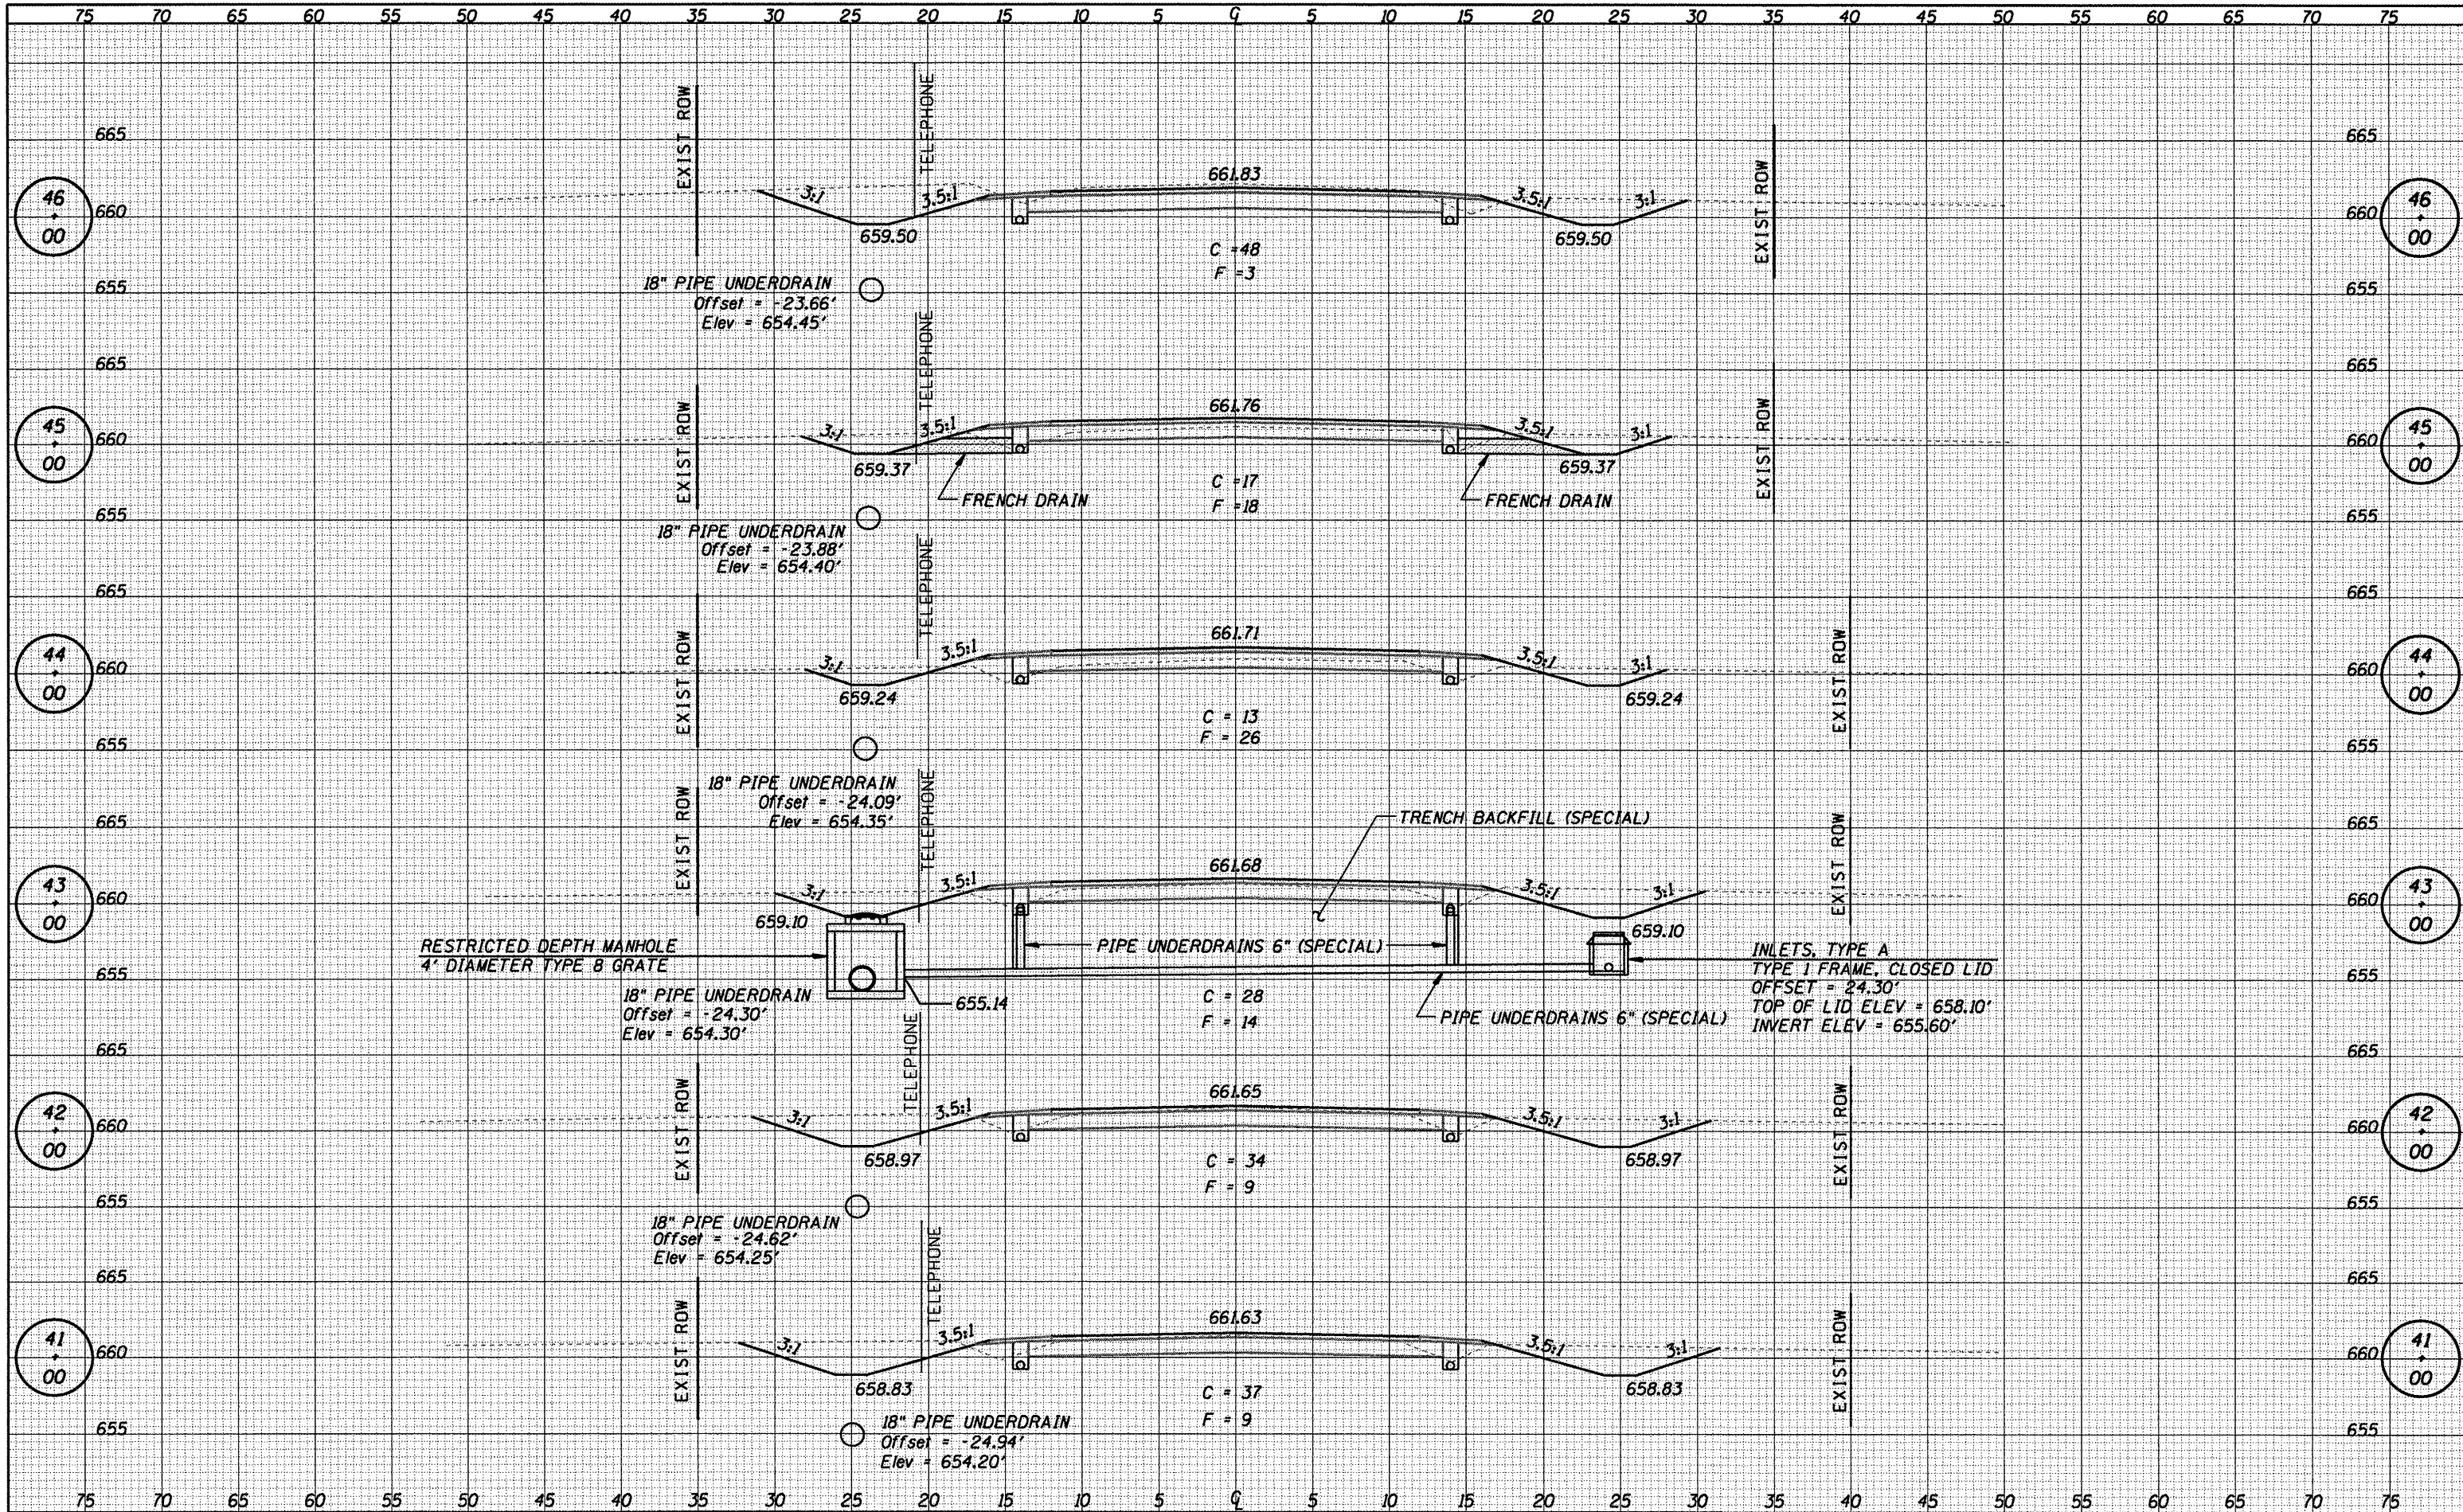 75 70 65 60 55 50 45 40 35 30 25 20 15 10 5 CL 5 10 15 20 25 30 35 40 45 50 55 60 65 70 75
EXIST ROW
TELEPHONE
665
665
46
+
00
660
3:1
3.5:1
661.83
3.5:1
3:1
EXIST ROW
660
46
+
00
659.50
659.50
C =48
F =3
18" PIPE UNDERDRAIN
Offset = -23.66'
Elev = 654.45'
655
655
TELEPHONE
665
665
45
+
00
660
EXIST ROW
3:1
3.5:1
661.76
3.5:1
3:1
EXIST ROW
660
45
+
00
659.37
659.37
C =17
F =18
FRENCH DRAIN
FRENCH DRAIN
655
655
18" PIPE UNDERDRAIN
Offset = -23.88'
Elev = 654.40'
TELEPHONE
665
665
44
+
00
660
EXIST ROW
3:1
3.5:1
661.71
3.5:1
3:1
EXIST ROW
660
44
+
00
659.24
659.24
C = 13
F = 26
655
655
18" PIPE UNDERDRAIN
Offset = -24.09'
Elev = 654.35'
TELEPHONE
TRENCH BACKFILL (SPECIAL)
665
665
43
+
00
660
EXIST ROW
3:1
3.5:1
661.68
3.5:1
3:1
EXIST ROW
660
43
+
00
659.10
659.10
RESTRICTED DEPTH MANHOLE
4' DIAMETER TYPE 8 GRATE
PIPE UNDERDRAINS 6" (SPECIAL)
INLETS, TYPE A
TYPE 1 FRAME, CLOSED LID
OFFSET = 24.30'
TOP OF LID ELEV = 658.10'
INVERT ELEV = 655.60'
655
655
18" PIPE UNDERDRAIN
Offset = -24.30'
Elev = 654.30'
655.14
C = 28
F = 14
PIPE UNDERDRAINS 6" (SPECIAL)
TELEPHONE
665
665
42
+
00
660
EXIST ROW
3:1
3.5:1
661.65
3.5:1
3:1
EXIST ROW
660
42
+
00
658.97
658.97
C = 34
F = 9
655
655
18" PIPE UNDERDRAIN
Offset = -24.62'
Elev = 654.25'
TELEPHONE
665
665
41
+
00
660
EXIST ROW
3:1
3.5:1
661.63
3.5:1
3:1
EXIST ROW
660
41
+
00
658.83
658.83
C = 37
F = 9
18" PIPE UNDERDRAIN
Offset = -24.94'
Elev = 654.20'
655
655
75 70 65 60 55 50 45 40 35 30 25 20 15 10 5 CL 5 10 15 20 25 30 35 40 45 50 55 60 65 70 75